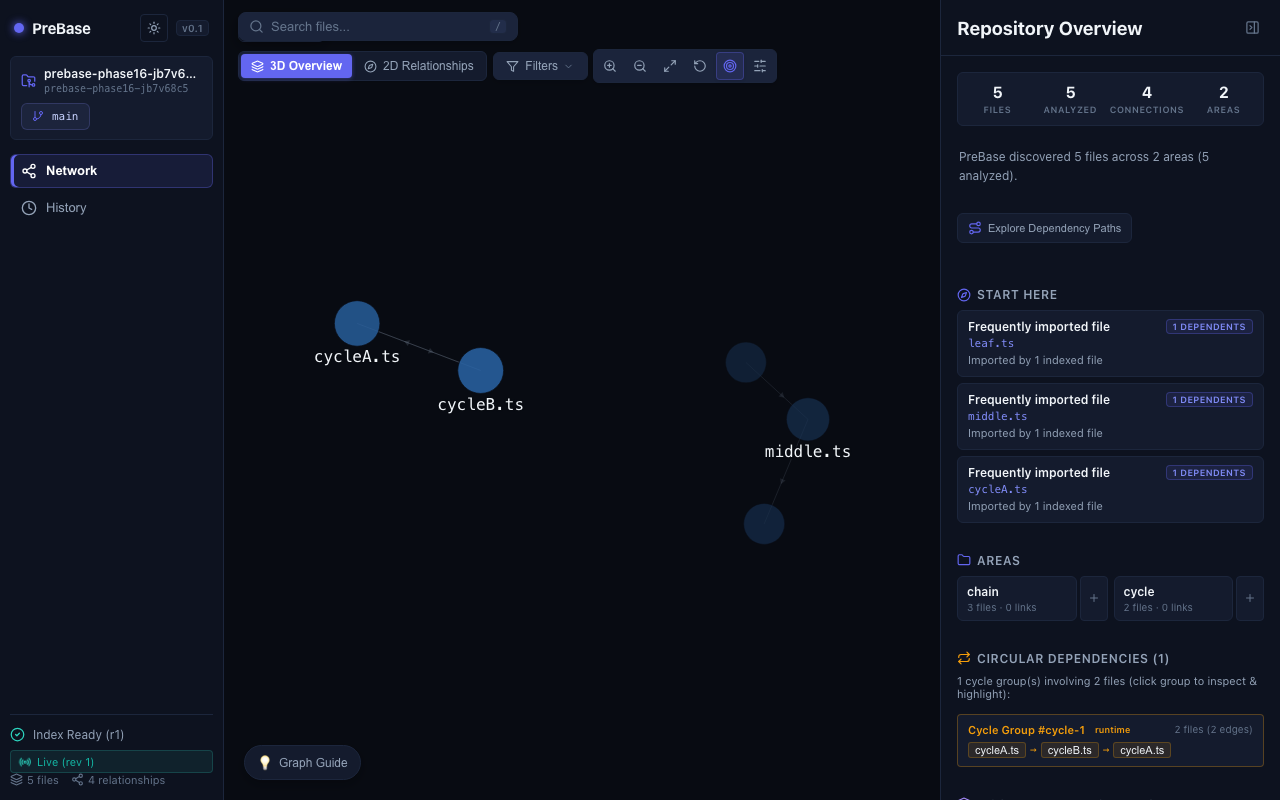 PreBase
v0.1
prebase-phase16-jb7v6...
prebase-phase16-jb7v68c5
main
Network
History
Index Ready (r1)
Live (rev 1)
5 files
4 relationships
Search files...
/
3D Overview
2D Relationships
Filters
cycleA.ts
cycleB.ts
middle.ts
Graph Guide
Repository Overview
5
FILES
5
ANALYZED
4
CONNECTIONS
2
AREAS
PreBase discovered 5 files across 2 areas (5
analyzed).
Explore Dependency Paths
START HERE
Frequently imported file
1 DEPENDENTS
leaf.ts
Imported by 1 indexed file
Frequently imported file
1 DEPENDENTS
middle.ts
Imported by 1 indexed file
Frequently imported file
1 DEPENDENTS
cycleA.ts
Imported by 1 indexed file
AREAS
chain
3 files · 0 links
+
cycle
2 files · 0 links
+
CIRCULAR DEPENDENCIES (1)
1 cycle group(s) involving 2 files (click group to inspect &
highlight):
Cycle Group #cycle-1 runtime
2 files (2 edges)
cycleA.ts → cycleB.ts → cycleA.ts